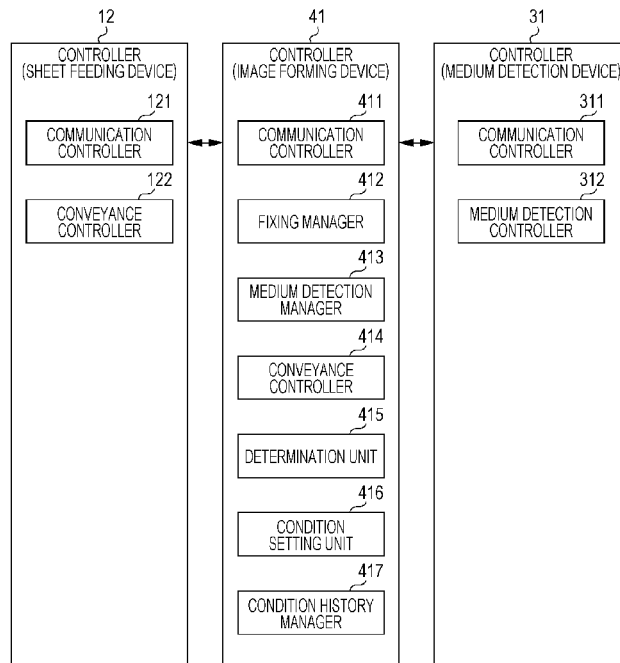 12
CONTROLLER
(SHEET FEEDING DEVICE)
121
COMMUNICATION
CONTROLLER
122
CONVEYANCE
CONTROLLER
41
CONTROLLER
(IMAGE FORMING DEVICE)
411
COMMUNICATION
CONTROLLER
412
FIXING MANAGER
413
MEDIUM DETECTION
MANAGER
414
CONVEYANCE
CONTROLLER
415
DETERMINATION UNIT
416
CONDITION
SETTING UNIT
417
CONDITION HISTORY
MANAGER
31
CONTROLLER
(MEDIUM DETECTION DEVICE)
311
COMMUNICATION
CONTROLLER
312
MEDIUM DETECTION
CONTROLLER